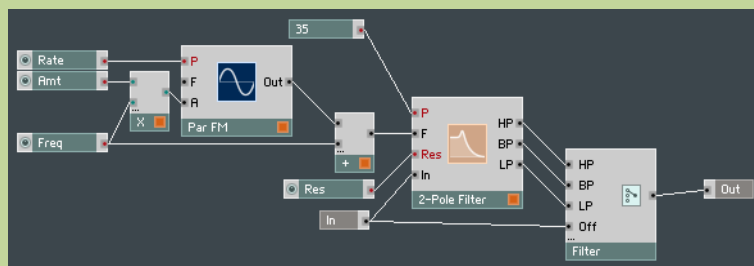 35
Rate
Amt
Freq
P
F
A
Out
Par FM
...
X
...
+
Res
In
P
F
Res
In
HP
BP
LP
2-Pole Filter
HP
BP
LP
Off
...
Filter
Out